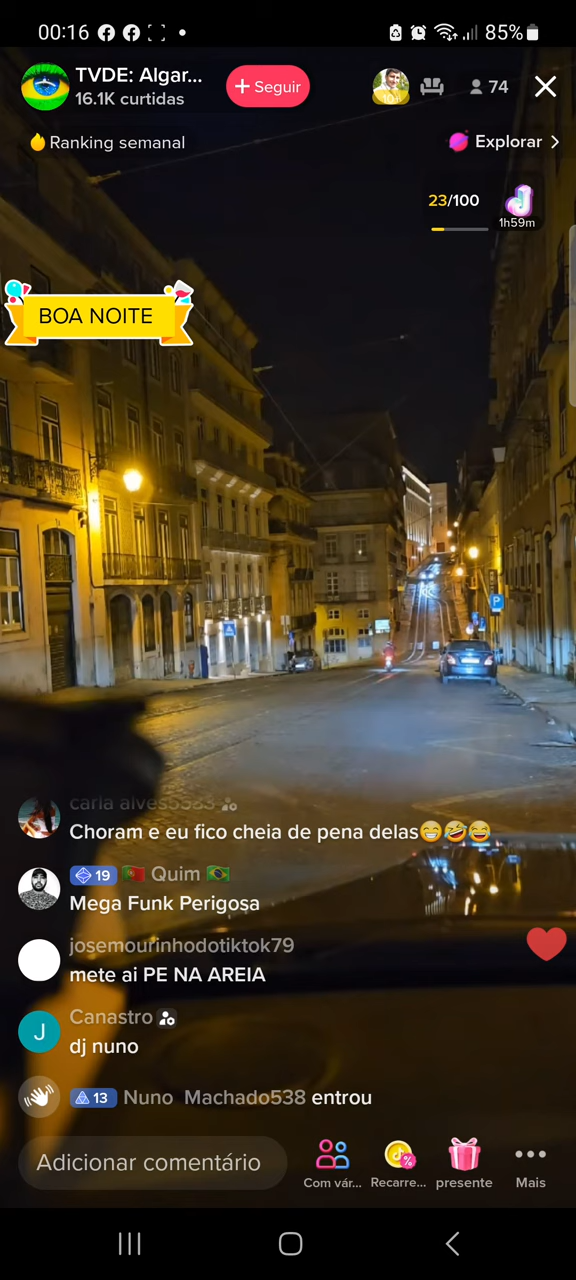 00:16
85%
TVDE: Algar...
16.1K curtidas
+ Seguir
74
Ranking semanal
Explorar >
23/100
1h59m
BOA NOITE
P
carla alves5583
Choram e eu fico cheia de pena delas😁🤣😂
19 🇵🇹 Quim 🇧🇷
Mega Funk Perigosa
josemourinhodotiktok79
mete ai PE NA AREIA
J
Canastro
dj nuno
13 Nuno Machado538 entrou
Adicionar comentário
Com vár...
Recarre...
presente
Mais